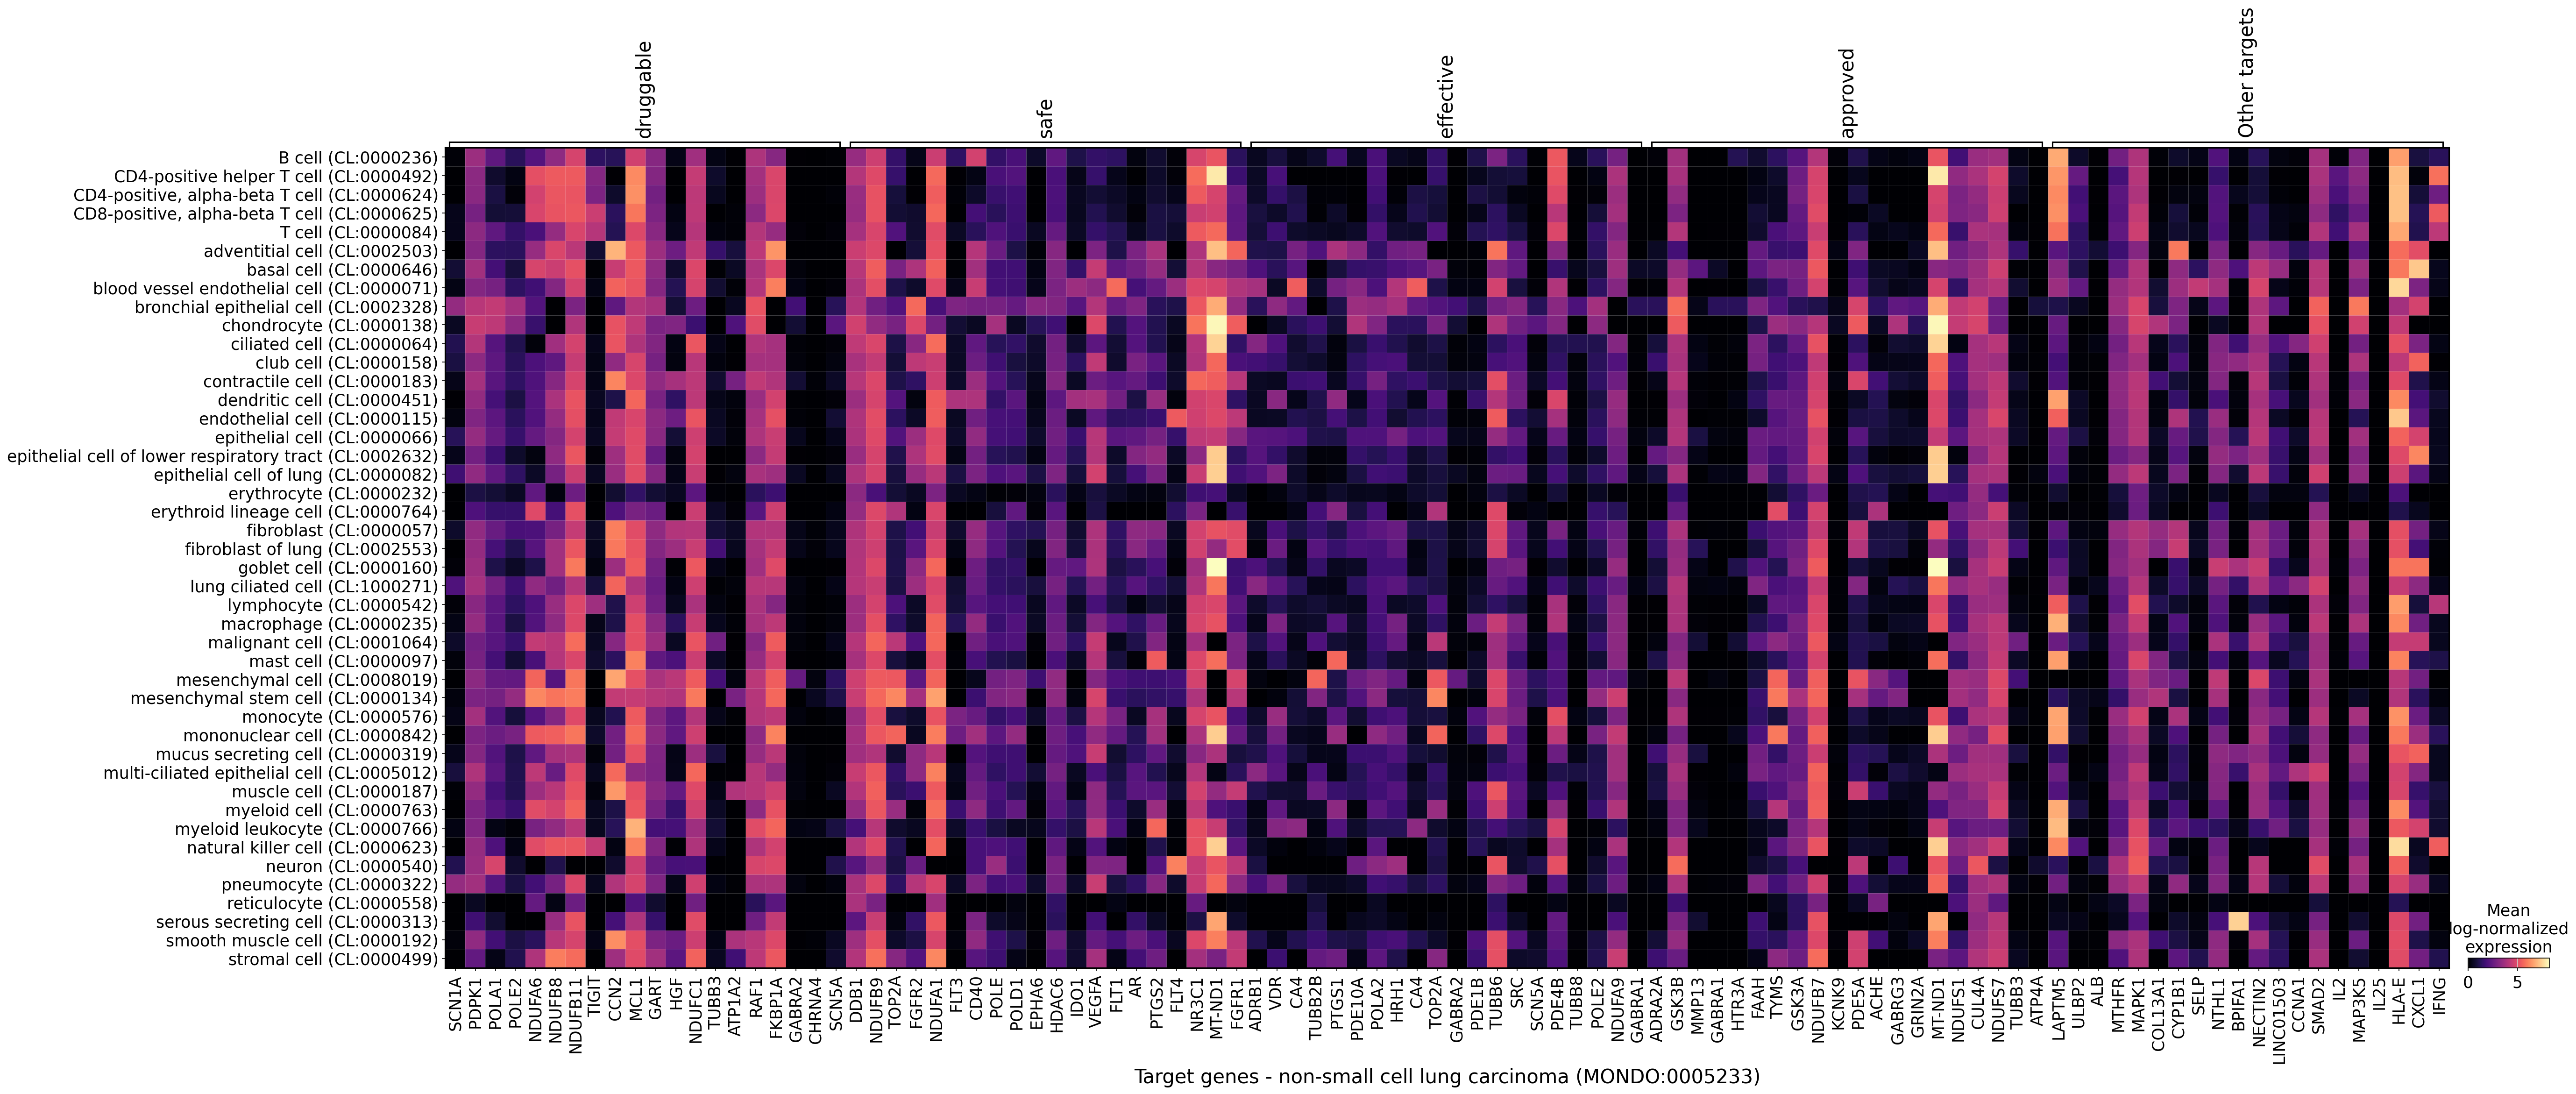 druggable
safe
effective
approved
Other targets
B cell (CL:0000236)
CD4-positive helper T cell (CL:0000492)
CD4-positive, alpha-beta T cell (CL:0000624)
CD8-positive, alpha-beta T cell (CL:0000625)
T cell (CL:0000084)
adventitial cell (CL:0002503)
basal cell (CL:0000646)
blood vessel endothelial cell (CL:0000071)
bronchial epithelial cell (CL:0002328)
chondrocyte (CL:0000138)
ciliated cell (CL:0000064)
club cell (CL:0000158)
contractile cell (CL:0000183)
dendritic cell (CL:0000451)
endothelial cell (CL:0000115)
epithelial cell (CL:0000066)
epithelial cell of lower respiratory tract (CL:0002632)
epithelial cell of lung (CL:0000082)
erythrocyte (CL:0000232)
erythroid lineage cell (CL:0000764)
fibroblast (CL:0000057)
fibroblast of lung (CL:0002553)
goblet cell (CL:0000160)
lung ciliated cell (CL:1000271)
lymphocyte (CL:0000542)
macrophage (CL:0000235)
malignant cell (CL:0001064)
mast cell (CL:0000097)
mesenchymal cell (CL:0008019)
mesenchymal stem cell (CL:0000134)
monocyte (CL:0000576)
mononuclear cell (CL:0000842)
mucus secreting cell (CL:0000319)
multi-ciliated epithelial cell (CL:0005012)
muscle cell (CL:0000187)
myeloid cell (CL:0000763)
myeloid leukocyte (CL:0000766)
natural killer cell (CL:0000623)
neuron (CL:0000540)
pneumocyte (CL:0000322)
reticulocyte (CL:0000558)
serous secreting cell (CL:0000313)
smooth muscle cell (CL:0000192)
stromal cell (CL:0000499)
SCN1A
PDPK1
POLA1
POLE2
NDUFA6
NDUFB8
NDUFB11
TIGIT
CCN2
MCL1
GART
HGF
NDUFC1
TUBB3
ATP1A2
RAF1
FKBP1A
GABRA2
CHRNA4
SCN5A
DDB1
NDUFB9
TOP2A
FGFR2
NDUFA1
FLT3
CD40
POLE
POLD1
EPHA6
HDAC6
IDO1
VEGFA
FLT1
AR
PTGS2
FLT4
NR3C1
MT-ND1
FGFR1
ADRB1
VDR
CA4
TUBB2B
PTGS1
PDE10A
POLA2
HRH1
CA4
TOP2A
GABRA2
PDE1B
TUBB6
SRC
SCN5A
PDE4B
TUBB8
POLE2
NDUFA9
GABRA1
ADRA2A
GSK3B
MMP13
GABRA1
HTR3A
FAAH
TYMS
GSK3A
NDUFB7
KCNK9
PDE5A
ACHE
GABRG3
GRIN2A
MT-ND1
NDUFS1
CUL4A
NDUFS7
TUBB3
ATP4A
LAPTM5
ULBP2
ALB
MTHFR
MAPK1
COL13A1
CYP1B1
SELP
NTHL1
BPIFA1
NECTIN2
LINC01503
CCNA1
SMAD2
IL2
MAP3K5
IL25
HLA-E
CXCL1
IFNG
Target genes - non-small cell lung carcinoma (MONDO:0005233)
Mean
log-normalized
expression
0 5